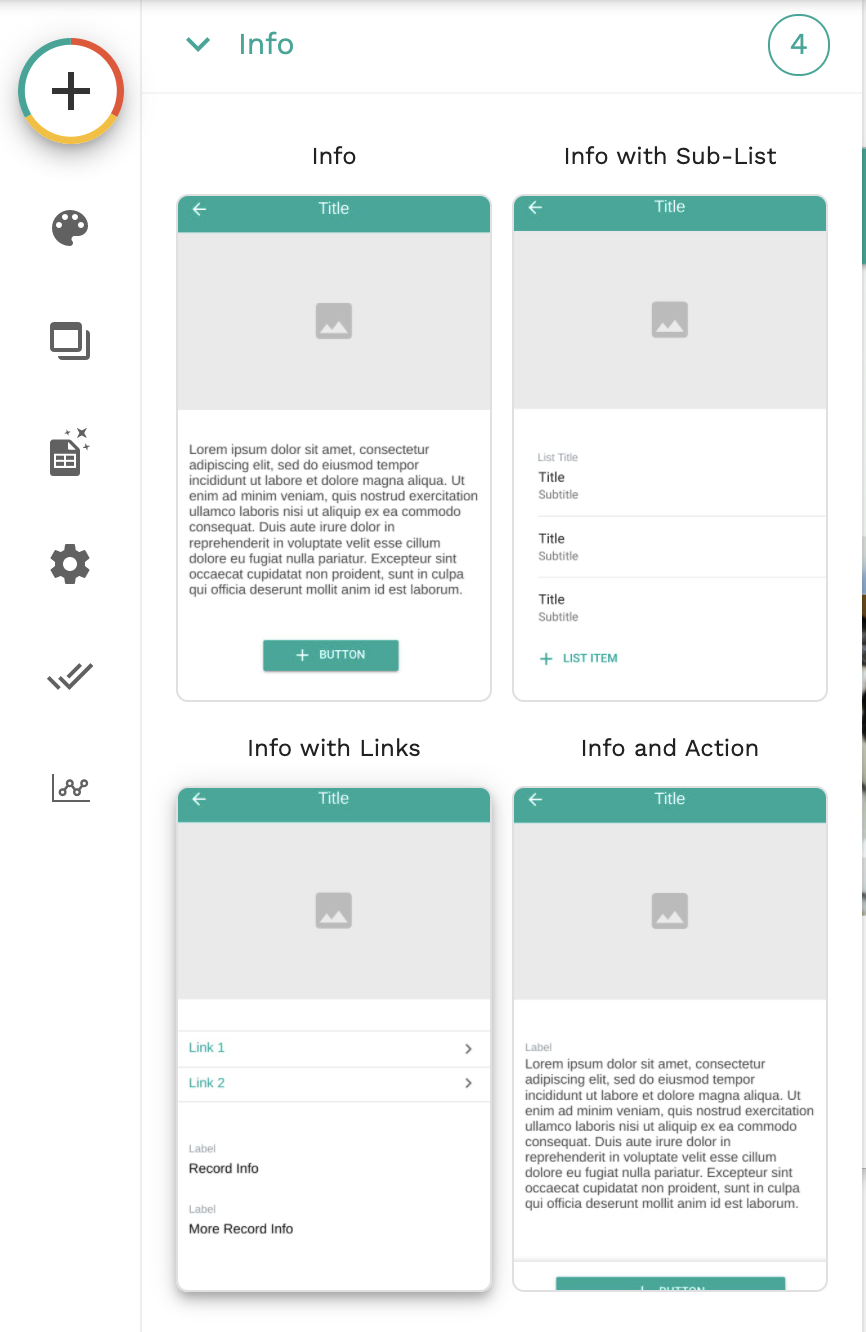 Info
4
Info
Info with Sub-List
Title
Lorem ipsum dolor sit amet, consectetur
adipiscing elit, sed do eiusmod tempor
incididunt ut labore et dolore magna aliqua. Ut
enim ad minim veniam, quis nostrud exercitation
ullamco laboris nisi ut aliquip ex ea commodo
consequat. Duis aute irure dolor in
reprehenderit in voluptate velit esse cillum
dolore eu fugiat nulla pariatur. Excepteur sint
occaecat cupidatat non proident, sunt in culpa
qui officia deserunt mollit anim id est laborum.
BUTTON
Title
List Title
Title
Subtitle
Title
Subtitle
Title
Subtitle
LIST ITEM
Info with Links
Info and Action
Title
Link 1
Link 2
Label
Record Info
Label
More Record Info
Title
Label
Lorem ipsum dolor sit amet, consectetur
adipiscing elit, sed do eiusmod tempor
incididunt ut labore et dolore magna aliqua. Ut
enim ad minim veniam, quis nostrud exercitation
ullamco laboris nisi ut aliquip ex ea commodo
consequat. Duis aute irure dolor in
reprehenderit in voluptate velit esse cillum
dolore eu fugiat nulla pariatur. Excepteur sint
occaecat cupidatat non proident, sunt in culpa
qui officia deserunt mollit anim id est laborum.
BUTTON